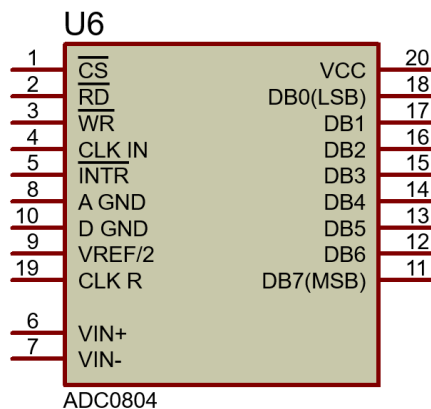 U6
1 CS VCC 20
2 RD DB0(LSB) 18
3 WR DB1 17
4 CLK IN DB2 16
5 INTR DB3 15
8 A GND DB4 14
10 D GND DB5 13
9 VREF/2 DB6 12
19 CLK R DB7(MSB) 11
6 VIN+
7 VIN-
ADC0804